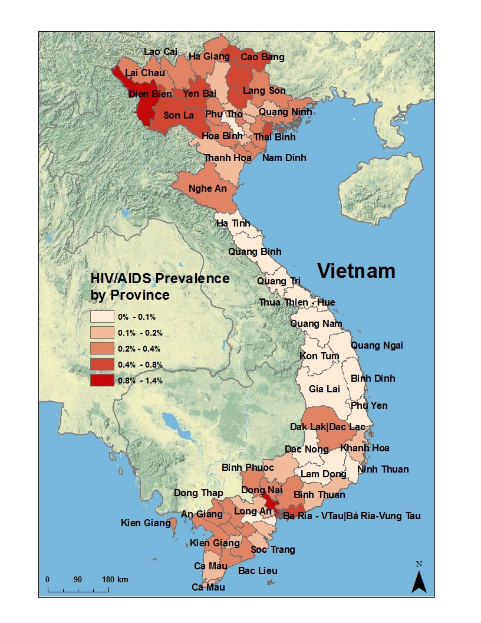 Lao Cai
Ha Giang
Cao Bang
Lai Chau
Dien Bien
Yen Bai
Lang Son
Son La
Phu Tho
Quang Ninh
Hoa Binh
Thai Binh
Thanh Hoa
Nam Dinh
Nghe An
Ha Tinh
Quang Binh
Vietnam
HIV/AIDS Prevalence
by Province
Quang Tri
Thua Thien - Hue
0% - 0.1%
0.1% - 0.2%
0.2% - 0.4%
0.4% - 0.8%
0.8% - 1.4%
Quang Nam
Quang Ngai
Kon Tum
Binh Dinh
Gia Lai
Phu Yen
Dak Lak|Dac Lac
Dac Nong
Khanh Hoa
Binh Phuoc
Lam Dong
Ninh Thuan
Dong Thap
Dong Nai
Binh Thuan
An Giang
Long An
Ba Ria - VTau|Ba Ria-Vung Tau
Kien Giang
Kien Giang
Soc Trang
Ca Mau
Bac Lieu
Ca Mau
0 90 180 km
N